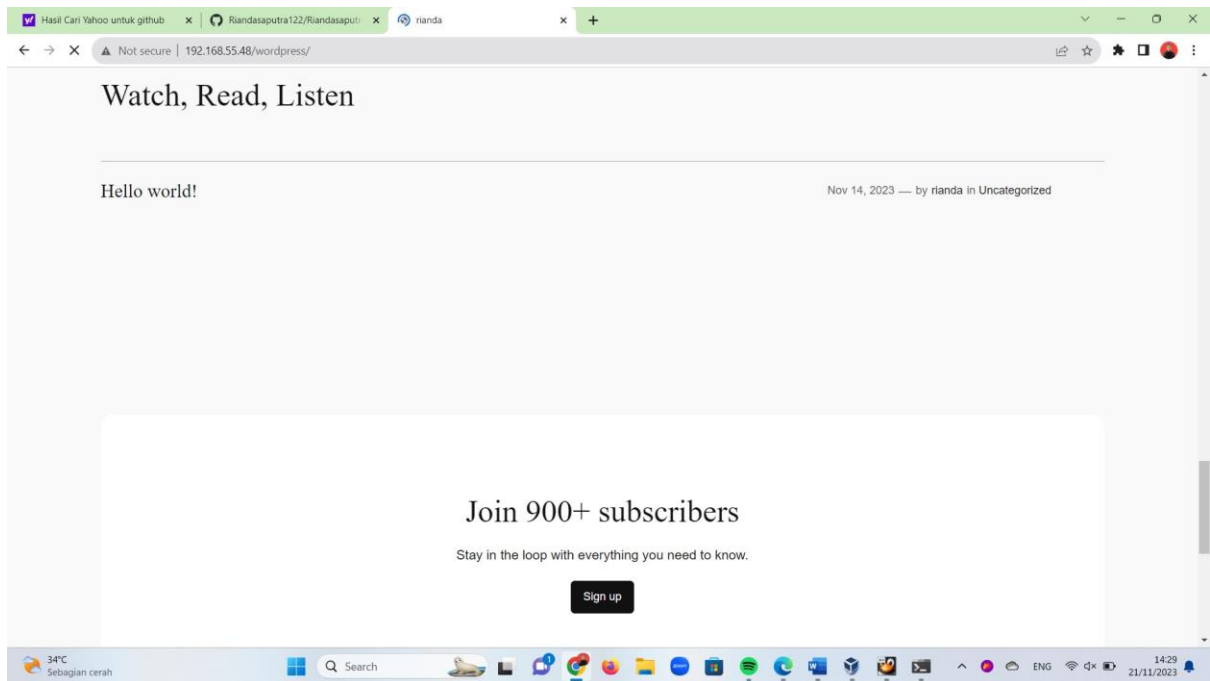 Hasil Cari Yahoo untuk github
Riandasaputra122/Riandasaputr
rianda
Not secure | 192.168.55.48/wordpress/
Watch, Read, Listen
Hello world!
Nov 14, 2023 — by rianda in Uncategorized
Join 900+ subscribers
Stay in the loop with everything you need to know.
Sign up
34°C
Sebagian cerah
Search
ENG
14:29
21/11/2023